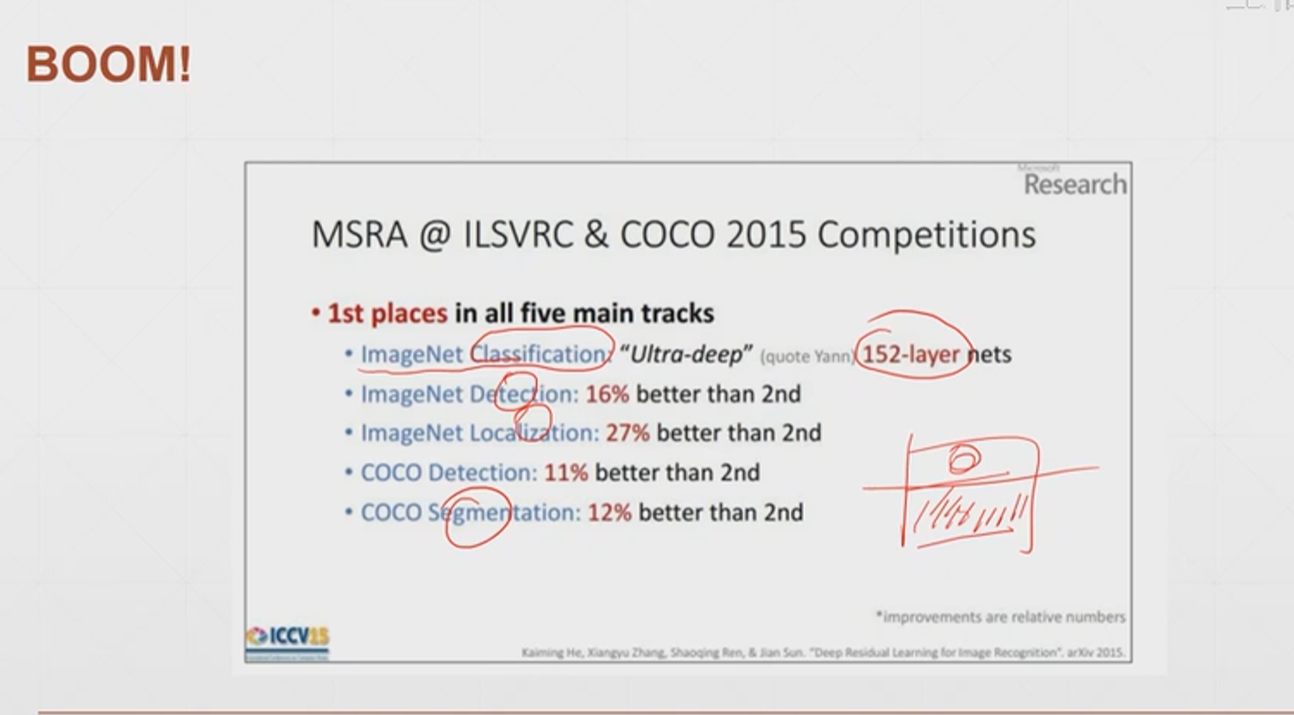 BOOM!
Microsoft
Research
MSRA @ ILSVRC & COCO 2015 Competitions
• 1st places in all five main tracks
• ImageNet Classification: “Ultra-deep” (quote Yann) 152-layer nets
• ImageNet Detection: 16% better than 2nd
• ImageNet Localization: 27% better than 2nd
• COCO Detection: 11% better than 2nd
• COCO Segmentation: 12% better than 2nd
*improvements are relative numbers
ICCV15
Kaiming He, Xiangyu Zhang, Shaoqing Ren, & Jian Sun. “Deep Residual Learning for Image Recognition”. arXiv 2015.